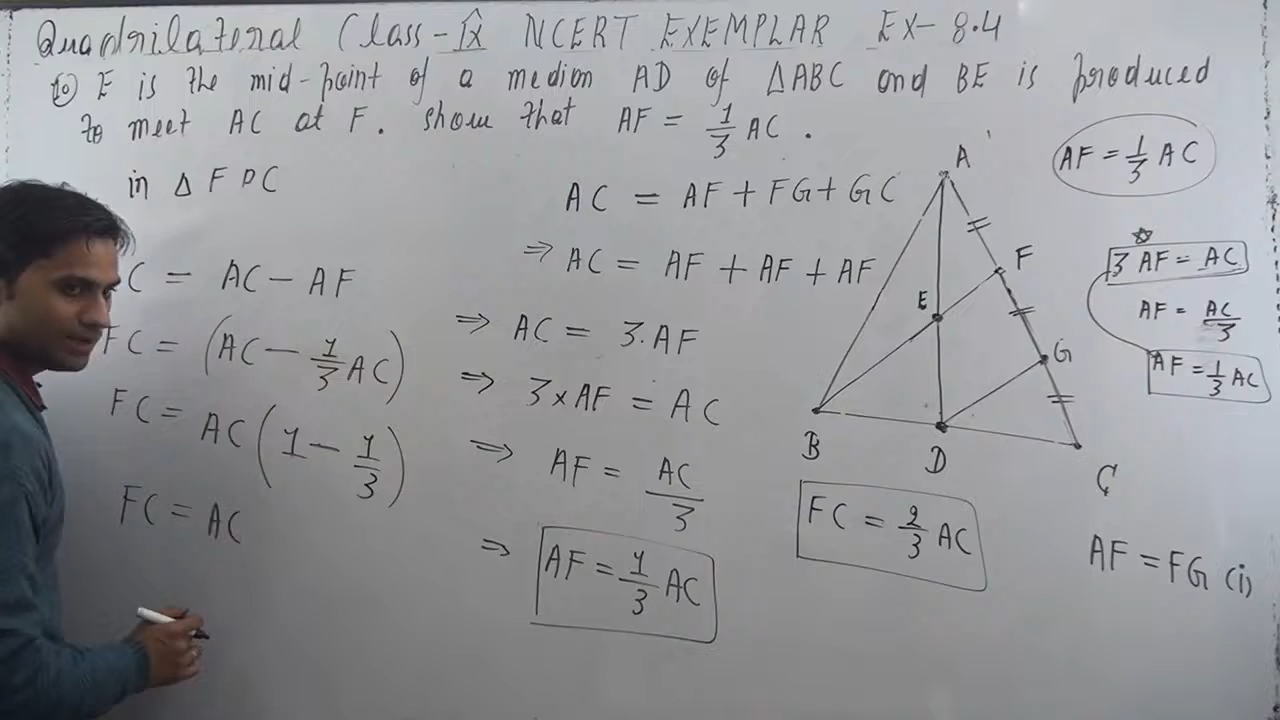 Quadrilateral Class-IX NCERT EXEMPLAR EX-8.4
10 E is the mid-point of a median AD of △ABC and BE is produced
to meet AC at F. show that AF = 1/3 AC.
in △ FDC
C = AC - AF
FC = (AC - 1/3 AC)
FC = AC (1 - 1/3)
FC = AC
AC = AF + FG + GC
⇒ AC = AF + AF + AF
⇒ AC = 3.AF
⇒ 3×AF = AC
⇒ AF = AC/3
⇒ AF = 1/3 AC
A
F
E
G
B
D
C
FC = 2/3 AC
AF = 1/3 AC
3 AF = AC
AF = AC/3
AF = 1/3 AC
AF = FG (i)